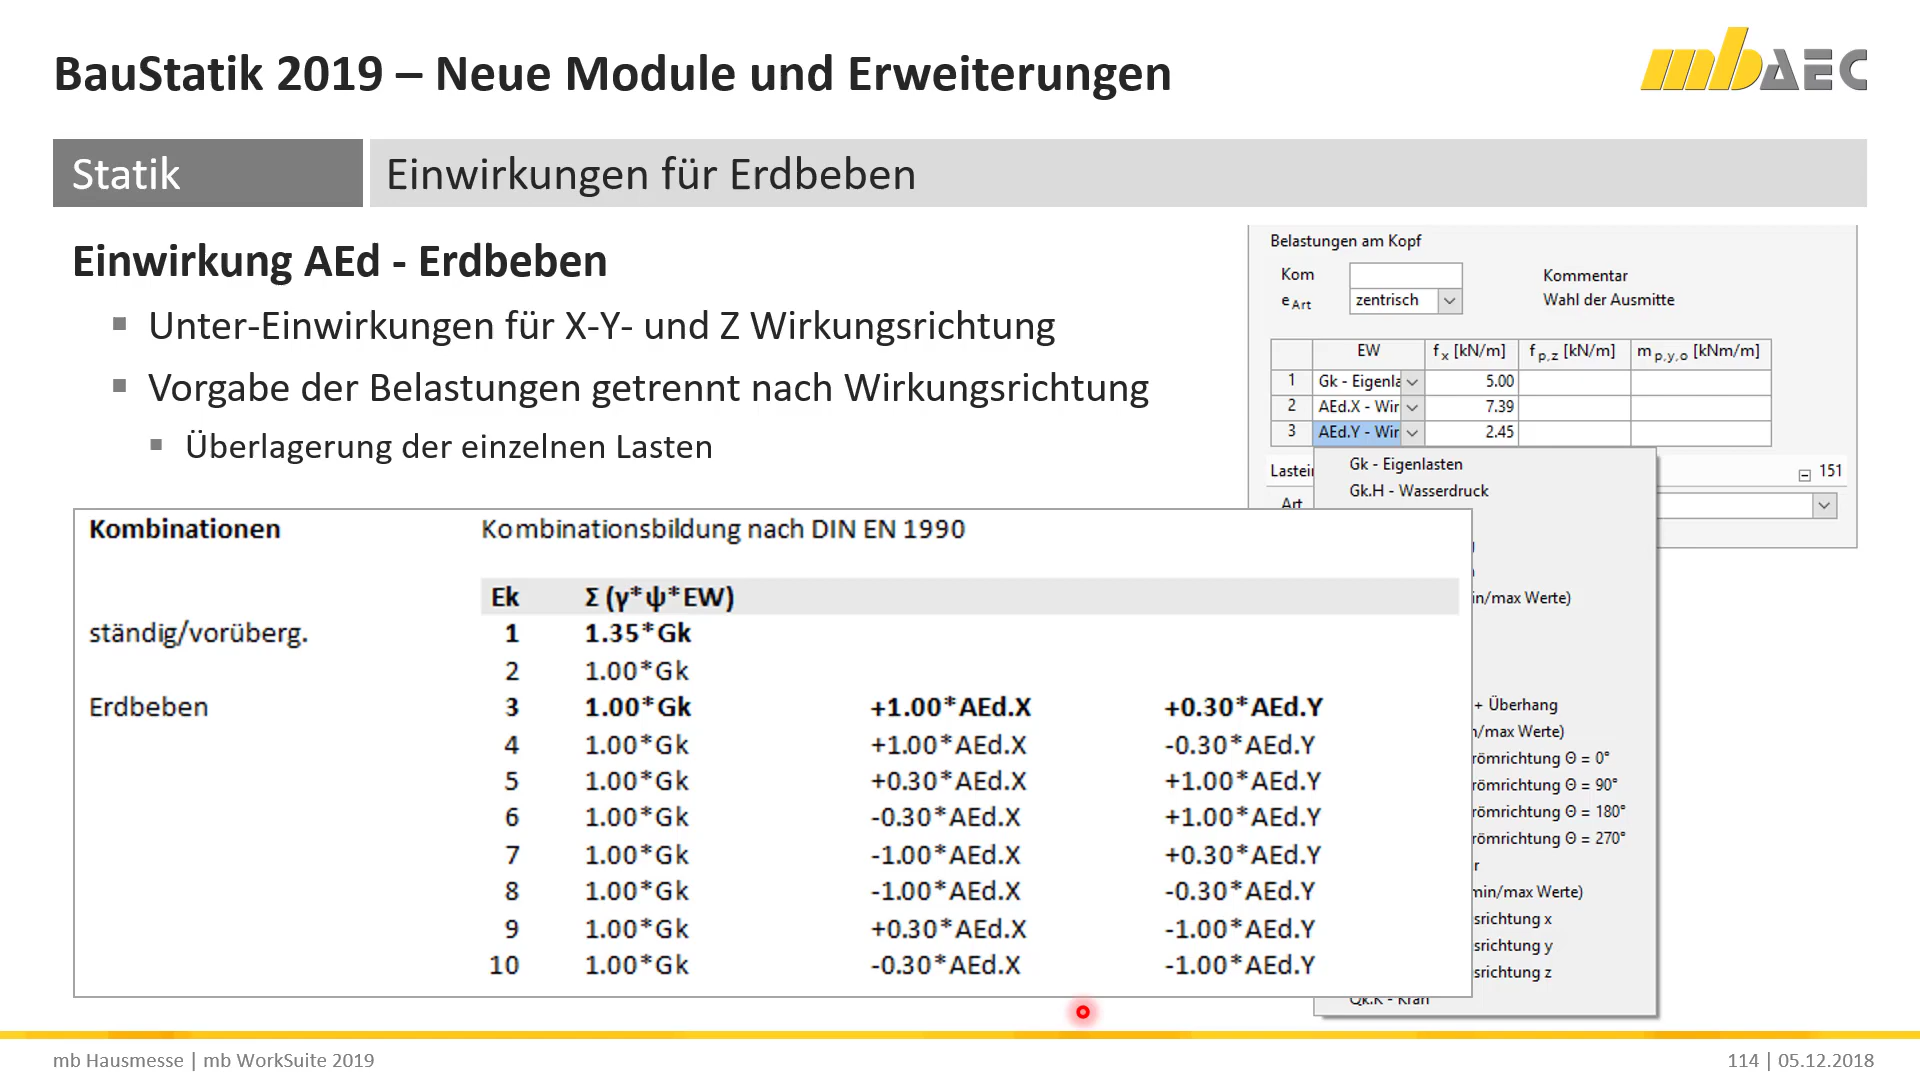 BauStatik 2019 – Neue Module und Erweiterungen
mbAEC
Statik
Einwirkungen für Erdbeben
Einwirkung AEd - Erdbeben
Unter-Einwirkungen für X-Y- und Z Wirkungsrichtung
Vorgabe der Belastungen getrennt nach Wirkungsrichtung
Überlagerung der einzelnen Lasten
Belastungen am Kopf
Kom Kommentar
e Art zentrisch Wahl der Ausmitte
EW f x [kN/m] f p,z [kN/m] m p,y,o [kNm/m]
1 Gk - Eigenla 5.00
2 AEd.X - Wir 7.39
3 AEd.Y - Wir 2.45
Gk - Eigenlasten
Lastein 151
Gk.H - Wasserdruck
Art
in/max Werte)
+ Überhang
n/max Werte)
römrichtung Θ = 0°
römrichtung Θ = 90°
römrichtung Θ = 180°
römrichtung Θ = 270°
r
min/max Werte)
srichtung x
srichtung y
srichtung z
Qk.K - Kran
Kombinationen Kombinationsbildung nach DIN EN 1990
Ek Σ (γ*ψ*EW)
ständig/vorüberg. 1 1.35*Gk
2 1.00*Gk
Erdbeben 3 1.00*Gk +1.00*AEd.X +0.30*AEd.Y
4 1.00*Gk +1.00*AEd.X -0.30*AEd.Y
5 1.00*Gk +0.30*AEd.X +1.00*AEd.Y
6 1.00*Gk -0.30*AEd.X +1.00*AEd.Y
7 1.00*Gk -1.00*AEd.X +0.30*AEd.Y
8 1.00*Gk -1.00*AEd.X -0.30*AEd.Y
9 1.00*Gk +0.30*AEd.X -1.00*AEd.Y
10 1.00*Gk -0.30*AEd.X -1.00*AEd.Y
mb Hausmesse | mb WorkSuite 2019
114 | 05.12.2018